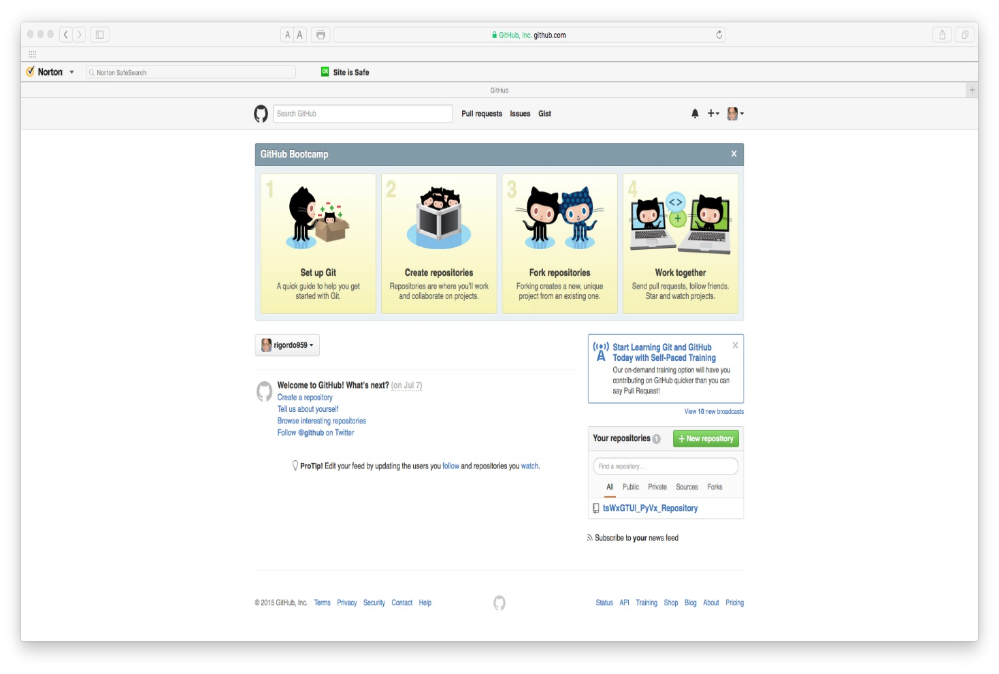 A A
GitHub, Inc. github.com
Norton
Norton SafeSearch
OK
Site is Safe
GitHub
Search GitHub
Pull requests Issues Gist
GitHub Bootcamp
1
Set up Git
A quick guide to help you get
started with Git.
2
Create repositories
Repositories are where you'll work
and collaborate on projects.
3
Fork repositories
Forking creates a new, unique
project from an existing one.
4
Work together
Send pull requests, follow friends.
Star and watch projects.
rigordo959
Welcome to GitHub! What's next? (on Jul 7)
Create a repository
Tell us about yourself
Browse interesting repositories
Follow @github on Twitter
ProTip! Edit your feed by updating the users you follow and repositories you watch.
Start Learning Git and GitHub
Today with Self-Paced Training
Our on-demand training option will have you
contributing on GitHub quicker than you can
say Pull Request!
View 10 new broadcasts
Your repositories 1
+ New repository
Find a repository...
All Public Private Sources Forks
tsWxGTUI_PyVx_Repository
Subscribe to your news feed
© 2015 GitHub, Inc. Terms Privacy Security Contact Help
Status API Training Shop Blog About Pricing